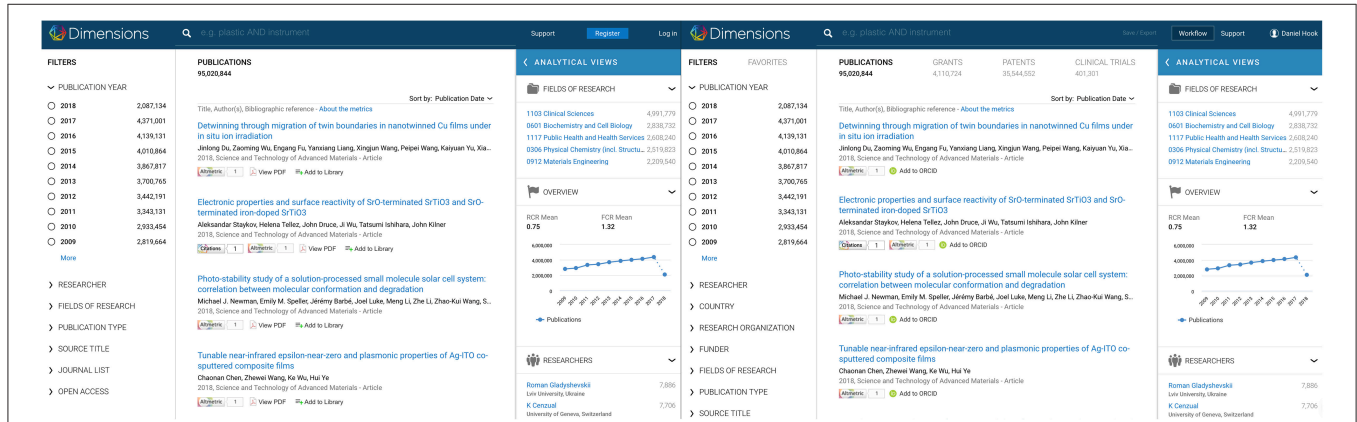 Dimensions
e.g. plastic AND instrument
Support
Register
Log in
FILTERS
PUBLICATION YEAR
2018 2,087,134
2017 4,371,001
2016 4,139,131
2015 4,010,864
2014 3,867,817
2013 3,700,765
2012 3,442,191
2011 3,343,131
2010 2,933,454
2009 2,819,664
More
RESEARCHER
FIELDS OF RESEARCH
PUBLICATION TYPE
SOURCE TITLE
JOURNAL LIST
OPEN ACCESS
PUBLICATIONS
95,020,844
Sort by: Publication Date
Title, Author(s), Bibliographic reference - About the metrics
Detwinning through migration of twin boundaries in nanotwinned Cu films under
in situ ion irradiation
Jinlong Du, Zaoming Wu, Engang Fu, Yanxiang Liang, Xingjun Wang, Peipei Wang, Kaiyuan Yu, Xia...
2018, Science and Technology of Advanced Materials - Article
Altmetric 1 View PDF Add to Library
Electronic properties and surface reactivity of SrO-terminated SrTiO3 and SrO-
terminated iron-doped SrTiO3
Aleksandar Staykov, Helena Tellez, John Druce, Ji Wu, Tatsumi Ishihara, John Kilner
2018, Science and Technology of Advanced Materials - Article
Citations 1 Altmetric 1 View PDF Add to Library
Photo-stability study of a solution-processed small molecule solar cell system:
correlation between molecular conformation and degradation
Michael J. Newman, Emily M. Speller, Jérémy Barbé, Joel Luke, Meng Li, Zhe Li, Zhao-Kui Wang, S...
2018, Science and Technology of Advanced Materials - Article
Altmetric 1 View PDF Add to Library
Tunable near-infrared epsilon-near-zero and plasmonic properties of Ag-ITO co-
sputtered composite films
Chaonan Chen, Zhewei Wang, Ke Wu, Hui Ye
2018, Science and Technology of Advanced Materials - Article
Altmetric 1 View PDF Add to Library
ANALYTICAL VIEWS
FIELDS OF RESEARCH
1103 Clinical Sciences 4,991,779
0601 Biochemistry and Cell Biology 2,838,732
1117 Public Health and Health Services 2,608,240
0306 Physical Chemistry (incl. Structu... 2,519,823
0912 Materials Engineering 2,209,540
OVERVIEW
RCR Mean FCR Mean
0.75 1.32
6,000,000
4,000,000
2,000,000
0
2009 2010 2011 2012 2013 2014 2015 2016 2017 2018
Publications
RESEARCHERS
Roman Gladyshevskii 7,886
Lviv University, Ukraine
K Cenzual 7,706
University of Geneva, Switzerland
Dimensions
e.g. plastic AND instrument
Save / Export
Workflow
Support
Daniel Hook
FILTERS FAVORITES
PUBLICATION YEAR
2018 2,087,134
2017 4,371,001
2016 4,139,131
2015 4,010,864
2014 3,867,817
2013 3,700,765
2012 3,442,191
2011 3,343,131
2010 2,933,454
2009 2,819,664
More
RESEARCHER
COUNTRY
RESEARCH ORGANIZATION
FUNDER
FIELDS OF RESEARCH
PUBLICATION TYPE
SOURCE TITLE
PUBLICATIONS GRANTS PATENTS CLINICAL TRIALS
95,020,844 4,110,724 35,544,552 401,301
Sort by: Publication Date
Title, Author(s), Bibliographic reference - About the metrics
Detwinning through migration of twin boundaries in nanotwinned Cu films under
in situ ion irradiation
Jinlong Du, Zaoming Wu, Engang Fu, Yanxiang Liang, Xingjun Wang, Peipei Wang, Kaiyuan Yu, Xia...
2018, Science and Technology of Advanced Materials - Article
Altmetric 1 Add to ORCID
Electronic properties and surface reactivity of SrO-terminated SrTiO3 and SrO-
terminated iron-doped SrTiO3
Aleksandar Staykov, Helena Tellez, John Druce, Ji Wu, Tatsumi Ishihara, John Kilner
2018, Science and Technology of Advanced Materials - Article
Citations 1 Altmetric 1 Add to ORCID
Photo-stability study of a solution-processed small molecule solar cell system:
correlation between molecular conformation and degradation
Michael J. Newman, Emily M. Speller, Jérémy Barbé, Joel Luke, Meng Li, Zhe Li, Zhao-Kui Wang, S...
2018, Science and Technology of Advanced Materials - Article
Altmetric 1 Add to ORCID
Tunable near-infrared epsilon-near-zero and plasmonic properties of Ag-ITO co-
sputtered composite films
Chaonan Chen, Zhewei Wang, Ke Wu, Hui Ye
2018, Science and Technology of Advanced Materials - Article
Altmetric 1 Add to ORCID
ANALYTICAL VIEWS
FIELDS OF RESEARCH
1103 Clinical Sciences 4,991,779
0601 Biochemistry and Cell Biology 2,838,732
1117 Public Health and Health Services 2,608,240
0306 Physical Chemistry (incl. Structu... 2,519,823
0912 Materials Engineering 2,209,540
OVERVIEW
RCR Mean FCR Mean
0.75 1.32
6,000,000
4,000,000
2,000,000
0
2009 2010 2011 2012 2013 2014 2015 2016 2017 2018
Publications
RESEARCHERS
Roman Gladyshevskii 7,886
Lviv University, Ukraine
K Cenzual 7,706
University of Geneva, Switzerland